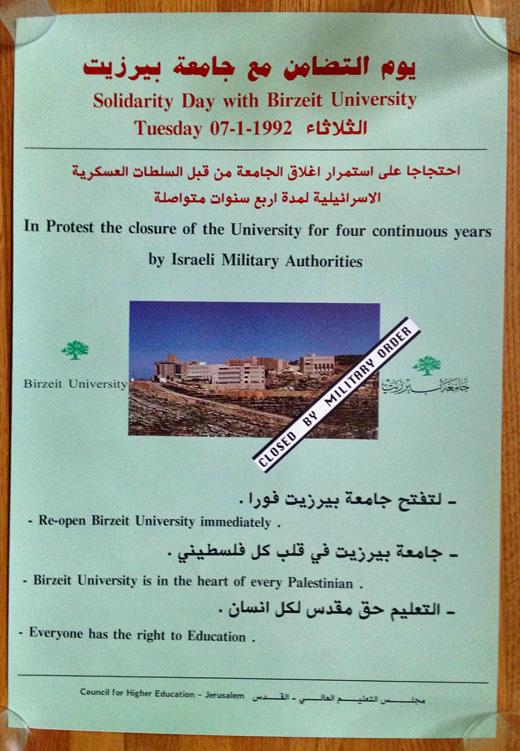 يوم التضامن مع جامعة بيرزيت
Solidarity Day with Birzeit University
Tuesday 07-1-1992 الثلاثاء
احتجاجا على استمرار اغلاق الجامعة من قبل السلطات العسكرية
الاسرائيلية لمدة اربع سنوات متواصلة
In Protest the closure of the University for four continuous years
by Israeli Military Authorities
CLOSED BY MILITARY ORDER
Birzeit University
جامعة بيرزيت
- لتفتح جامعة بيرزيت فورا .
- Re-open Birzeit University immediately .
- جامعة بيرزيت في قلب كل فلسطيني .
- Birzeit University is in the heart of every Palestinian .
- التعليم حق مقدس لكل انسان .
- Everyone has the right to Education .
Council for Higher Education - Jerusalem مجلس التعليم العالي - القدس